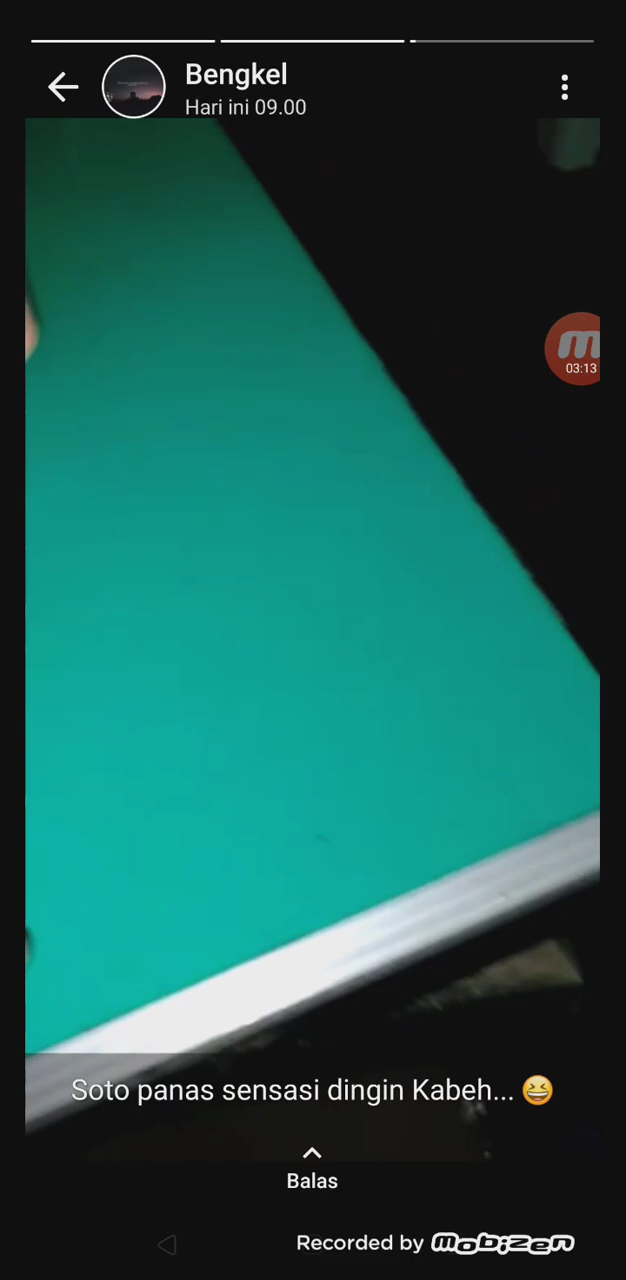 Bengkel
Hari ini 09.00
03:13
Soto panas sensasi dingin Kabeh... 😆
Balas
Recorded by mobizen